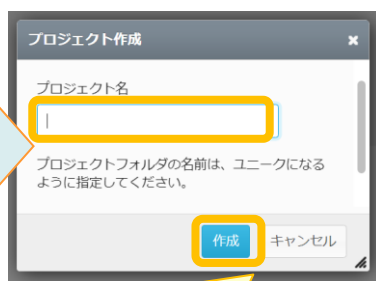 プロジェクト作成
プロジェクト名
プロジェクトフォルダの名前は、ユニークになる
ように指定してください。
作成 キャンセル